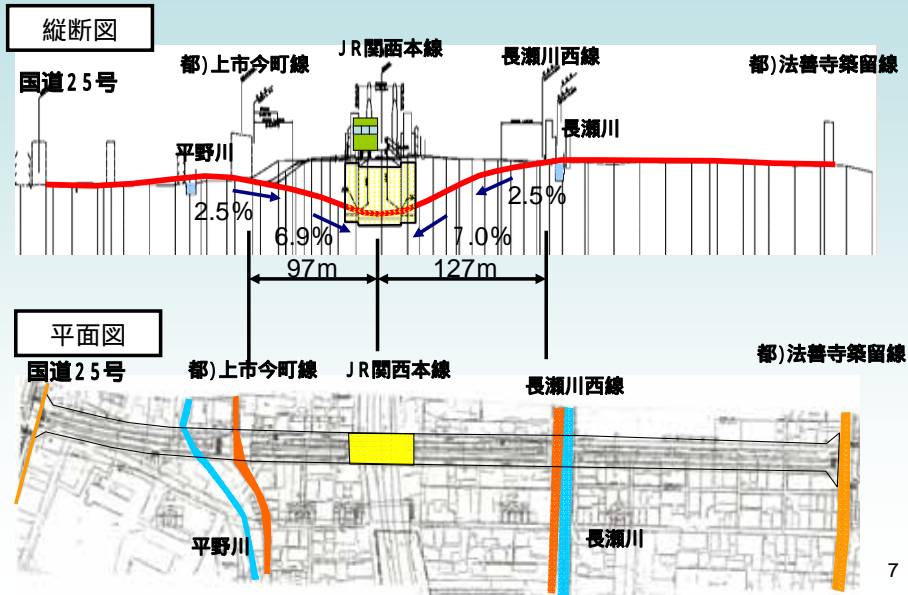 縦断図
JR関西本線
都)上市今町線
長瀬川西線
都)法善寺築留線
国道25号
長瀬川
平野川
2.5%
2.5%
6.9%
7.0%
97m
127m
平面図
都)法善寺築留線
国道25号
都)上市今町線
JR関西本線
長瀬川西線
平野川
長瀬川
7